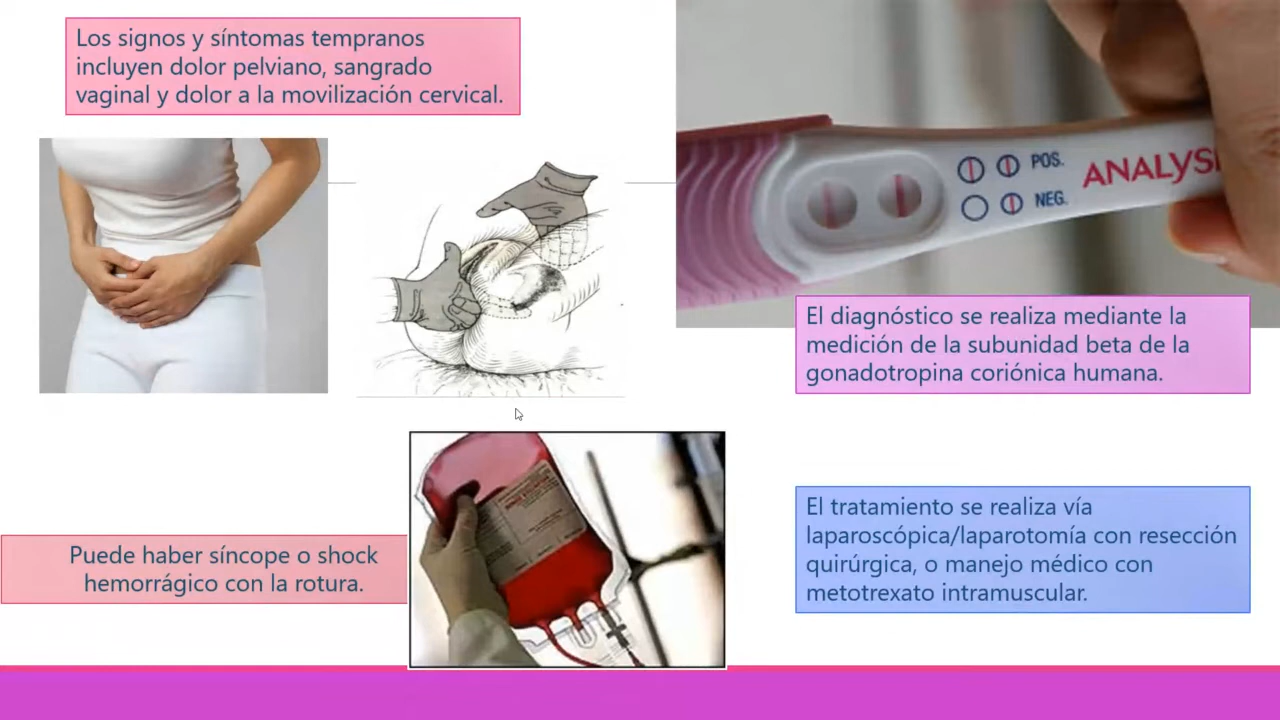 Los signos y síntomas tempranos
incluyen dolor pelviano, sangrado
vaginal y dolor a la movilización cervical.
POS.
NEG.
El diagnóstico se realiza mediante la
medición de la subunidad beta de la
gonadotropina coriónica humana.
Puede haber síncope o shock
hemorrágico con la rotura.
El tratamiento se realiza vía
laparoscópica/laparotomía con resección
quirúrgica, o manejo médico con
metotrexato intramuscular.